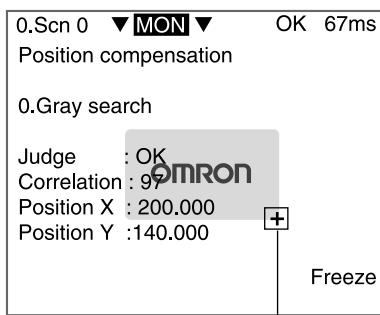 0.Scn 0 ▼ MON ▼ OK 67ms
Position compensation
0.Gray search
Judge : OK
OMRON
Correlation : 97
Position X : 200.000
Position Y :140.000
Freeze